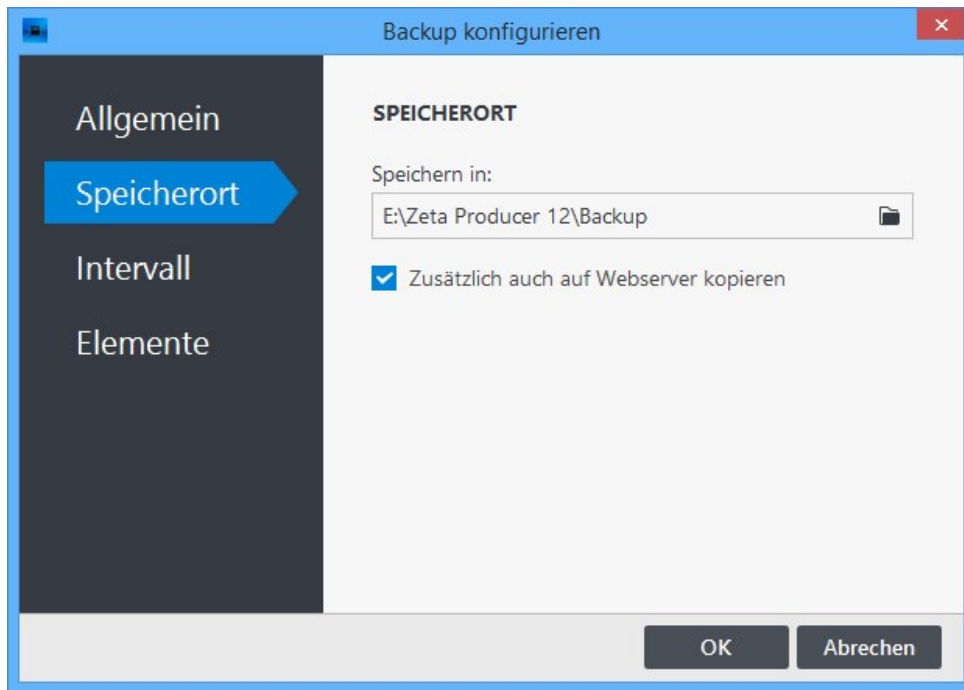 Backup konfigurieren
Allgemein
Speicherort
Intervall
Elemente
SPEICHERORT
Speichern in:
E:\Zeta Producer 12\Backup
Zusätzlich auch auf Webserver kopieren
OK
Abrechen